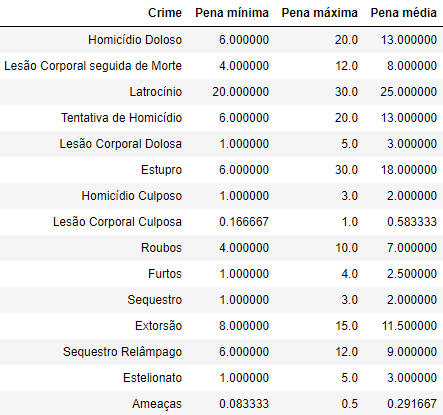 Crime Pena mínima Pena máxima Pena média
Homicídio Doloso 6.000000 20.0 13.000000
Lesão Corporal seguida de Morte 4.000000 12.0 8.000000
Latrocínio 20.000000 30.0 25.000000
Tentativa de Homicídio 6.000000 20.0 13.000000
Lesão Corporal Dolosa 1.000000 5.0 3.000000
Estupro 6.000000 30.0 18.000000
Homicídio Culposo 1.000000 3.0 2.000000
Lesão Corporal Culposa 0.166667 1.0 0.583333
Roubos 4.000000 10.0 7.000000
Furtos 1.000000 4.0 2.500000
Sequestro 1.000000 3.0 2.000000
Extorsão 8.000000 15.0 11.500000
Sequestro Relâmpago 6.000000 12.0 9.000000
Estelionato 1.000000 5.0 3.000000
Ameaças 0.083333 0.5 0.291667